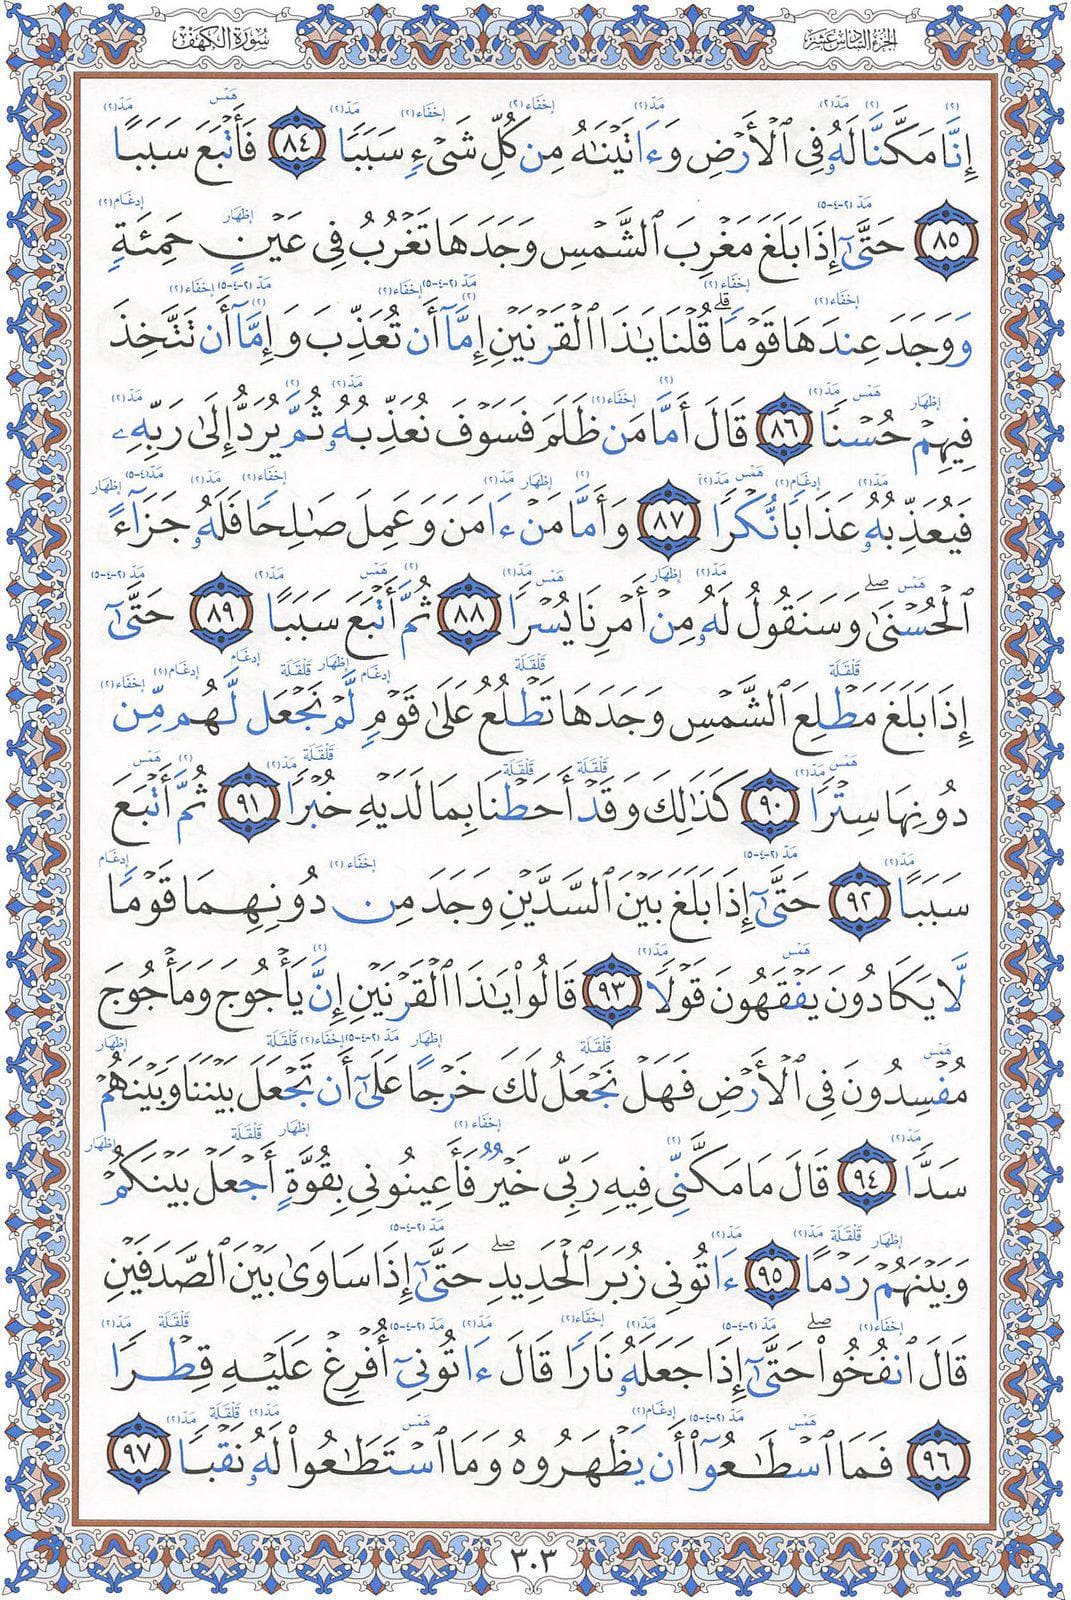 الجزء السادس عشر
سورة الكهف
إِنَّا مَكَّنَّا لَهُۥ فِى ٱلْأَرْضِ وَءَاتَيْنَٰهُ مِن كُلِّ شَىْءٍ سَبَبًا ٨٤ فَأَتْبَعَ سَبَبًا
٨٥ حَتَّىٰٓ إِذَا بَلَغَ مَغْرِبَ ٱلشَّمْسِ وَجَدَهَا تَغْرُبُ فِى عَيْنٍ حَمِئَةٍ
وَوَجَدَ عِندَهَا قَوْمًا ۗ قُلْنَا يَٰذَا ٱلْقَرْنَيْنِ إِمَّآ أَن تُعَذِّبَ وَإِمَّآ أَن تَتَّخِذَ
فِيهِمْ حُسْنًا ٨٦ قَالَ أَمَّا مَن ظَلَمَ فَسَوْفَ نُعَذِّبُهُۥ ثُمَّ يُرَدُّ إِلَىٰ رَبِّهِۦ
فَيُعَذِّبُهُۥ عَذَابًا نُّكْرًا ٨٧ وَأَمَّا مَنْ ءَامَنَ وَعَمِلَ صَٰلِحًا فَلَهُۥ جَزَآءً
ٱلْحُسْنَىٰ ۖ وَسَنَقُولُ لَهُۥ مِنْ أَمْرِنَا يُسْرًا ٨٨ ثُمَّ أَتْبَعَ سَبَبًا ٨٩ حَتَّىٰٓ
إِذَا بَلَغَ مَطْلِعَ ٱلشَّمْسِ وَجَدَهَا تَطْلُعُ عَلَىٰ قَوْمٍ لَّمْ نَجْعَل لَّهُم مِّن
دُونِهَا سِتْرًا ٩٠ كَذَٰلِكَ وَقَدْ أَحَطْنَا بِمَا لَدَيْهِ خُبْرًا ٩١ ثُمَّ أَتْبَعَ
سَبَبًا ٩٢ حَتَّىٰٓ إِذَا بَلَغَ بَيْنَ ٱلسَّدَّيْنِ وَجَدَ مِن دُونِهِمَا قَوْمًا
لَّا يَكَادُونَ يَفْقَهُونَ قَوْلًا ٩٣ قَالُوا۟ يَٰذَا ٱلْقَرْنَيْنِ إِنَّ يَأْجُوجَ وَمَأْجُوجَ
مُفْسِدُونَ فِى ٱلْأَرْضِ فَهَلْ نَجْعَلُ لَكَ خَرْجًا عَلَىٰٓ أَن تَجْعَلَ بَيْنَنَا وَبَيْنَهُمْ
سَدًّا ٩٤ قَالَ مَا مَكَّنِّى فِيهِ رَبِّى خَيْرٌ فَأَعِينُونِى بِقُوَّةٍ أَجْعَلْ بَيْنَكُمْ
وَبَيْنَهُمْ رَدْمًا ٩٥ ءَاتُونِى زُبَرَ ٱلْحَدِيدِ ۖ حَتَّىٰٓ إِذَا سَاوَىٰ بَيْنَ ٱلصَّدَفَيْنِ
قَالَ ٱنفُخُوا۟ ۖ حَتَّىٰٓ إِذَا جَعَلَهُۥ نَارًا قَالَ ءَاتُونِىٓ أُفْرِغْ عَلَيْهِ قِطْرًا
٩٦ فَمَا ٱسْطَٰعُوٓا۟ أَن يَظْهَرُوهُ وَمَا ٱسْتَطَٰعُوا۟ لَهُۥ نَقْبًا ٩٧
٣٠٣